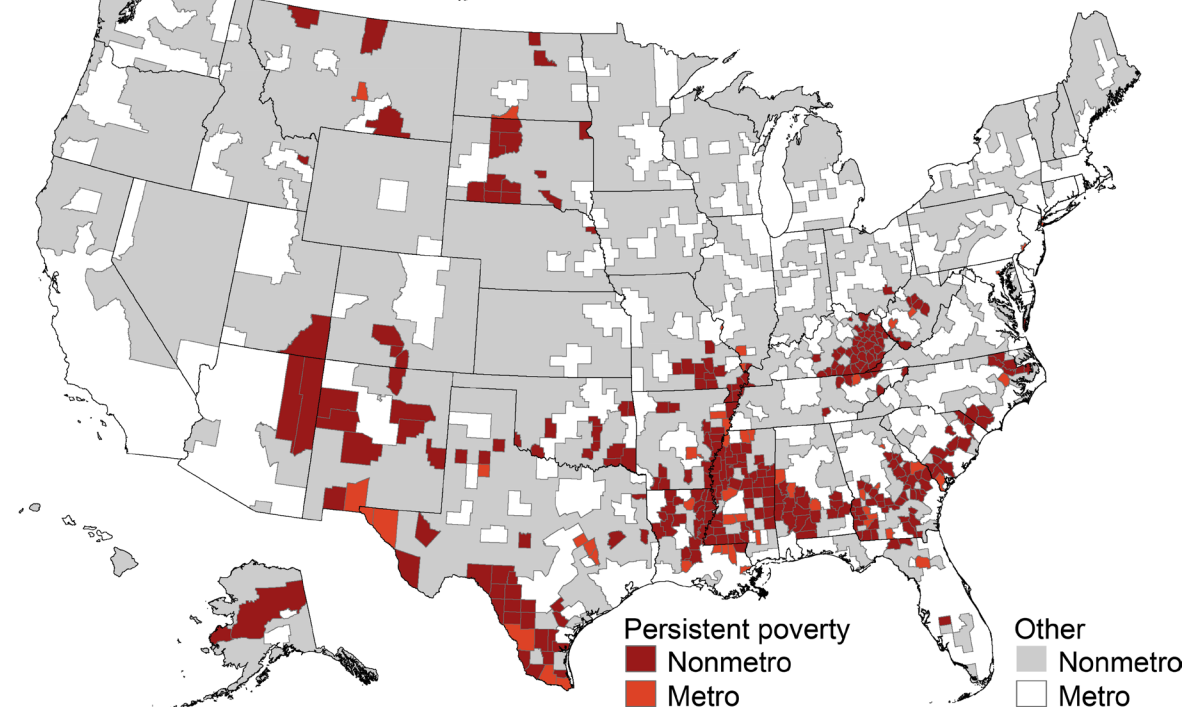 Persistent poverty
Nonmetro
Metro
Other
Nonmetro
Metro